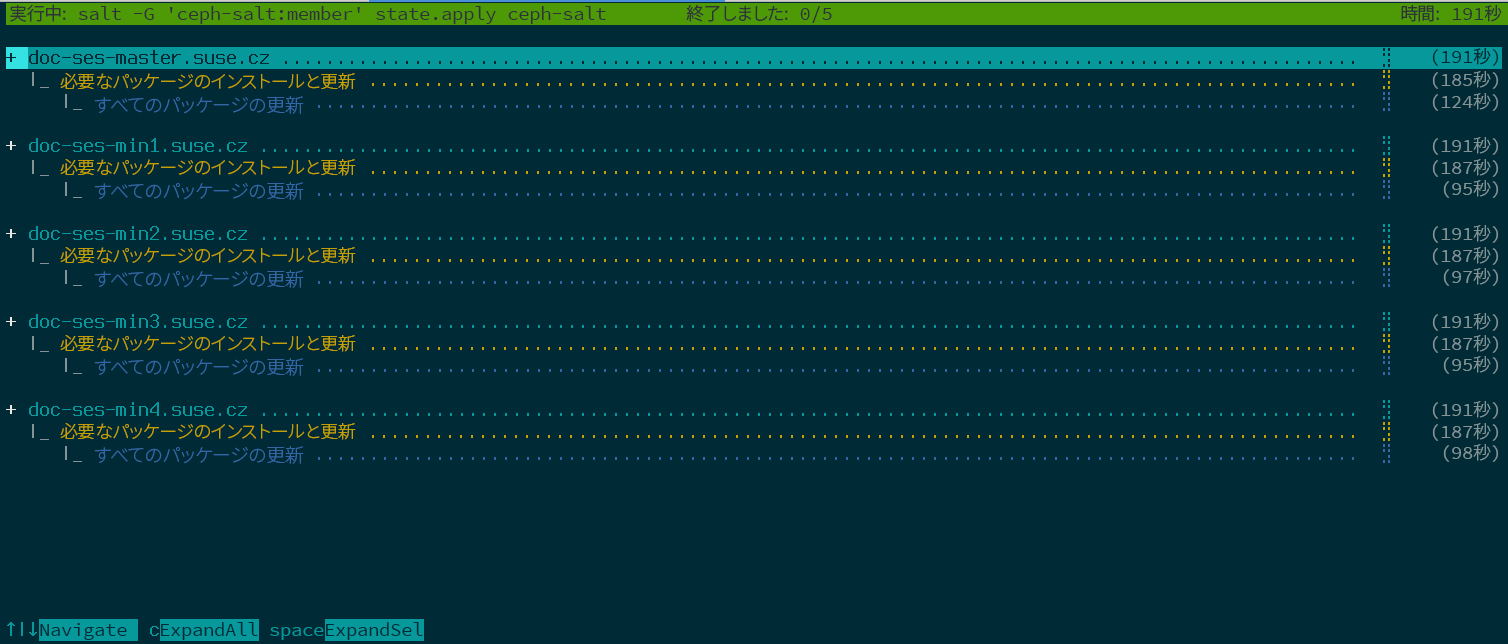 実行中: salt -G 'ceph-salt:member' state.apply ceph-salt 終了しました: 0/5 時間: 191秒
+ doc-ses-master.suse.cz .................................................................................................. (191秒)
|_ 必要なパッケージのインストールと更新 .......................................................................................... (185秒)
|_ すべてのパッケージの更新 ............................................................................................... (124秒)
+ doc-ses-min1.suse.cz .................................................................................................... (191秒)
|_ 必要なパッケージのインストールと更新 .......................................................................................... (187秒)
|_ すべてのパッケージの更新 ............................................................................................... (95秒)
+ doc-ses-min2.suse.cz .................................................................................................... (191秒)
|_ 必要なパッケージのインストールと更新 .......................................................................................... (187秒)
|_ すべてのパッケージの更新 ............................................................................................... (97秒)
+ doc-ses-min3.suse.cz .................................................................................................... (191秒)
|_ 必要なパッケージのインストールと更新 .......................................................................................... (187秒)
|_ すべてのパッケージの更新 ............................................................................................... (95秒)
+ doc-ses-min4.suse.cz .................................................................................................... (191秒)
|_ 必要なパッケージのインストールと更新 .......................................................................................... (187秒)
|_ すべてのパッケージの更新 ............................................................................................... (98秒)
↑|↓Navigate cExpandAll spaceExpandSel